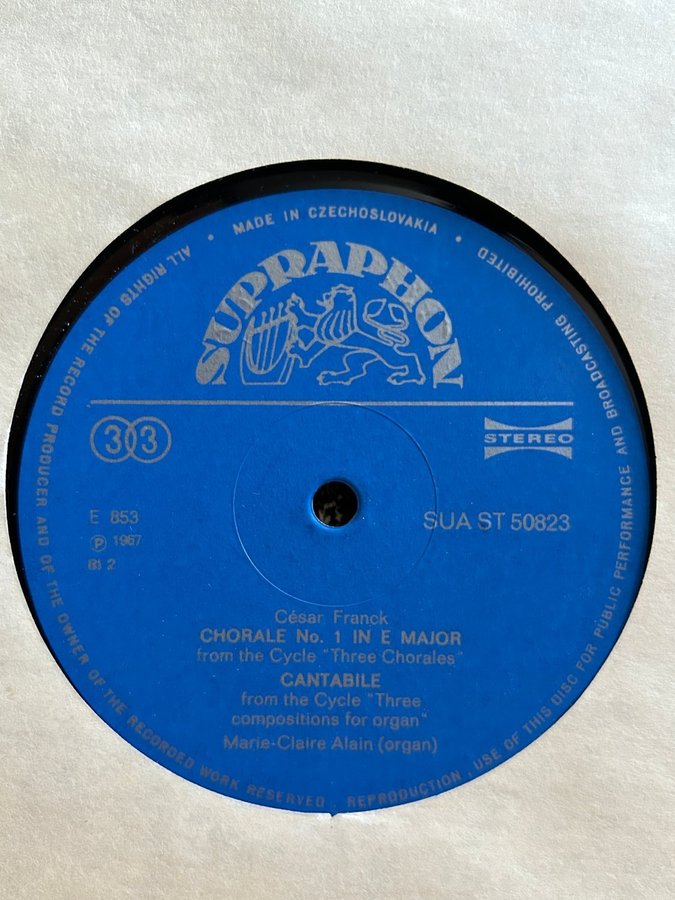 MADE IN CZECHOSLOVAKIA
SUPRAPHON
33
STEREO
E 853
SUA ST 50823
Ⓟ 1967
BI 2
César Franck
CHORALE No. 1 IN E MAJOR
from the Cycle "Three Chorales"
CANTABILE
from the Cycle "Three
compositions for organ"
Marie-Claire Alain (organ)
ALL RIGHTS OF THE RECORD PRODUCER AND OF THE OWNER OF THE RECORDED WORK RESERVED . REPRODUCTION, USE OF THIS DISC FOR PUBLIC PERFORMANCE AND BROADCASTING PROHIBITED